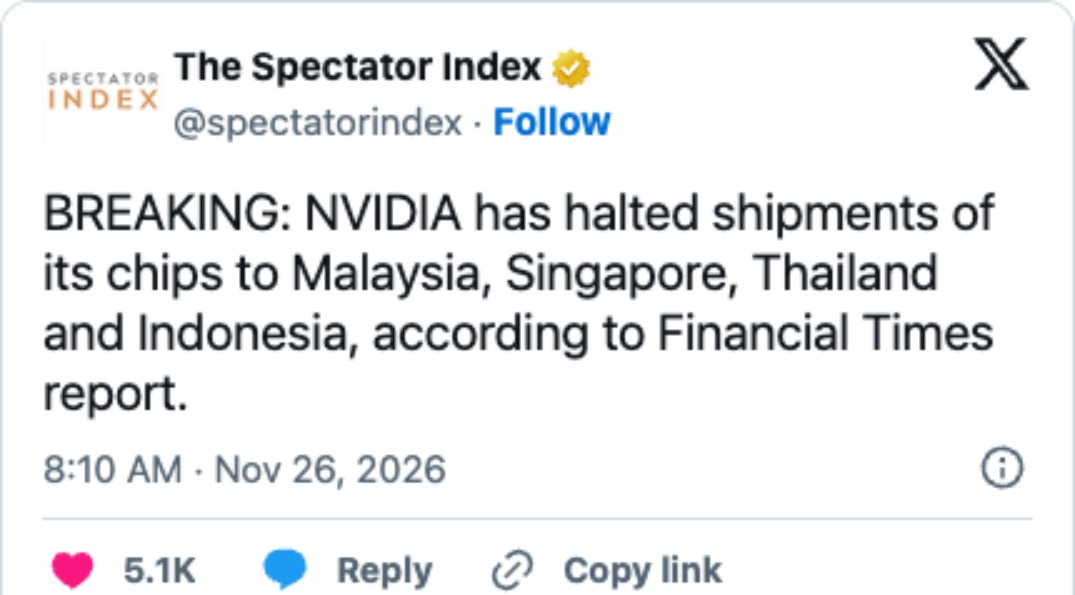 SPECTATOR
INDEX
The Spectator Index
@spectatorindex · Follow
X
BREAKING: NVIDIA has halted shipments of
its chips to Malaysia, Singapore, Thailand
and Indonesia, according to Financial Times
report.
8:10 AM · Nov 26, 2026
5.1K Reply Copy link